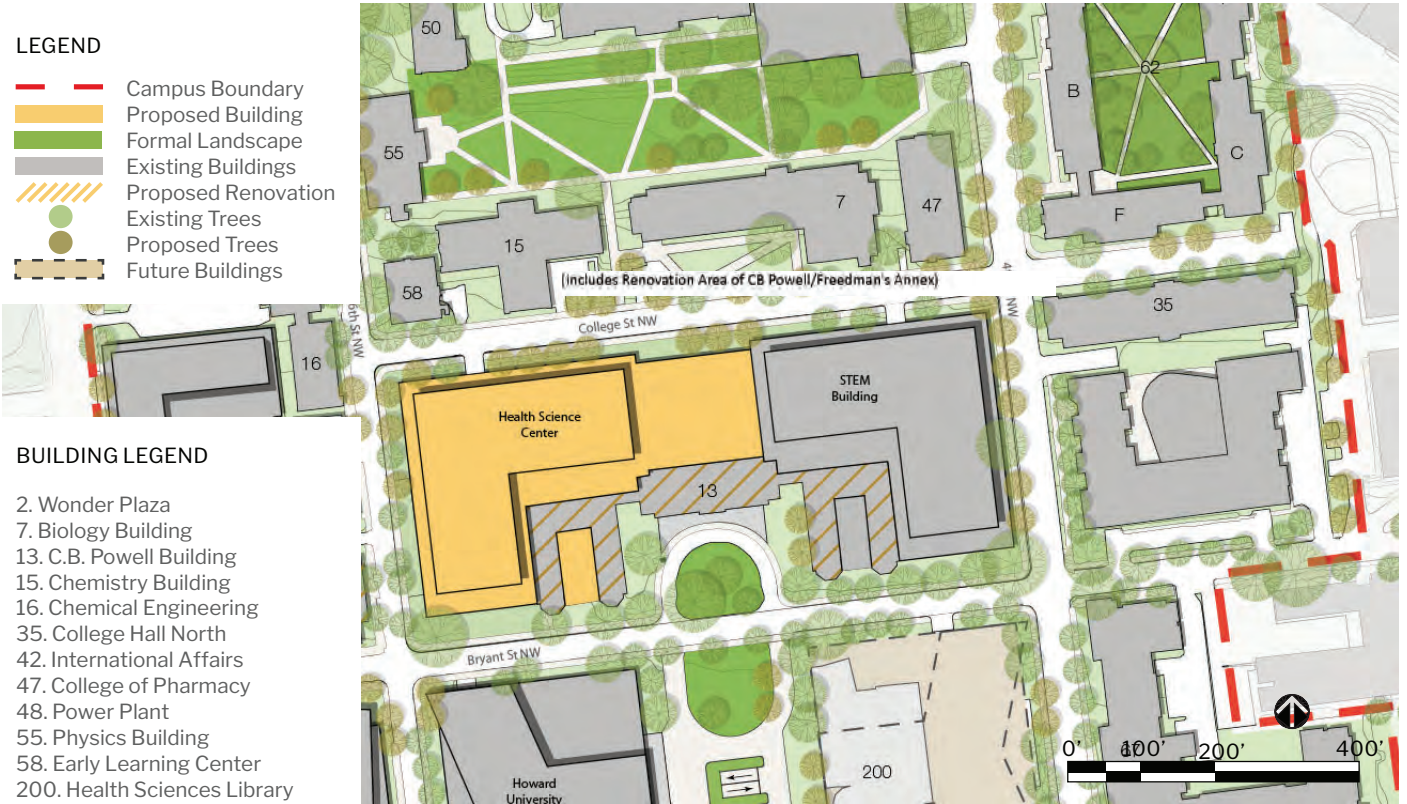 LEGEND
Campus Boundary
Proposed Building
Formal Landscape
Existing Buildings
Proposed Renovation
Existing Trees
Proposed Trees
Future Buildings
BUILDING LEGEND
2. Wonder Plaza
7. Biology Building
13. C.B. Powell Building
15. Chemistry Building
16. Chemical Engineering
35. College Hall North
42. International Affairs
47. College of Pharmacy
48. Power Plant
55. Physics Building
58. Early Learning Center
200. Health Sciences Library
50
62
B
55
C
7
47
F
15
(includes Renovation Area of CB Powell/Freedman's Annex)
58
35
College St NW
6th St NW
NW
16
STEM
Building
Health Science
Center
13
Bryant St NW
200
Howard
University
0' 100' 200' 400'